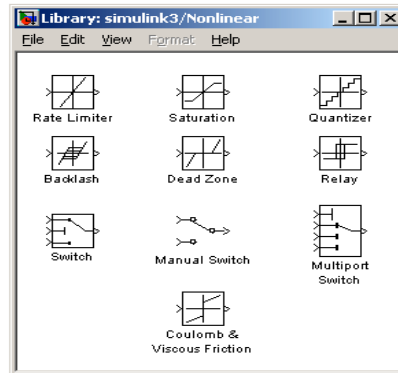 Library: simulink3/Nonlinear
File Edit View Format Help
Rate Limiter Saturation Quantizer
Backlash Dead Zone Relay
Switch Manual Switch Multiport
Switch
Coulomb &
Viscous Friction